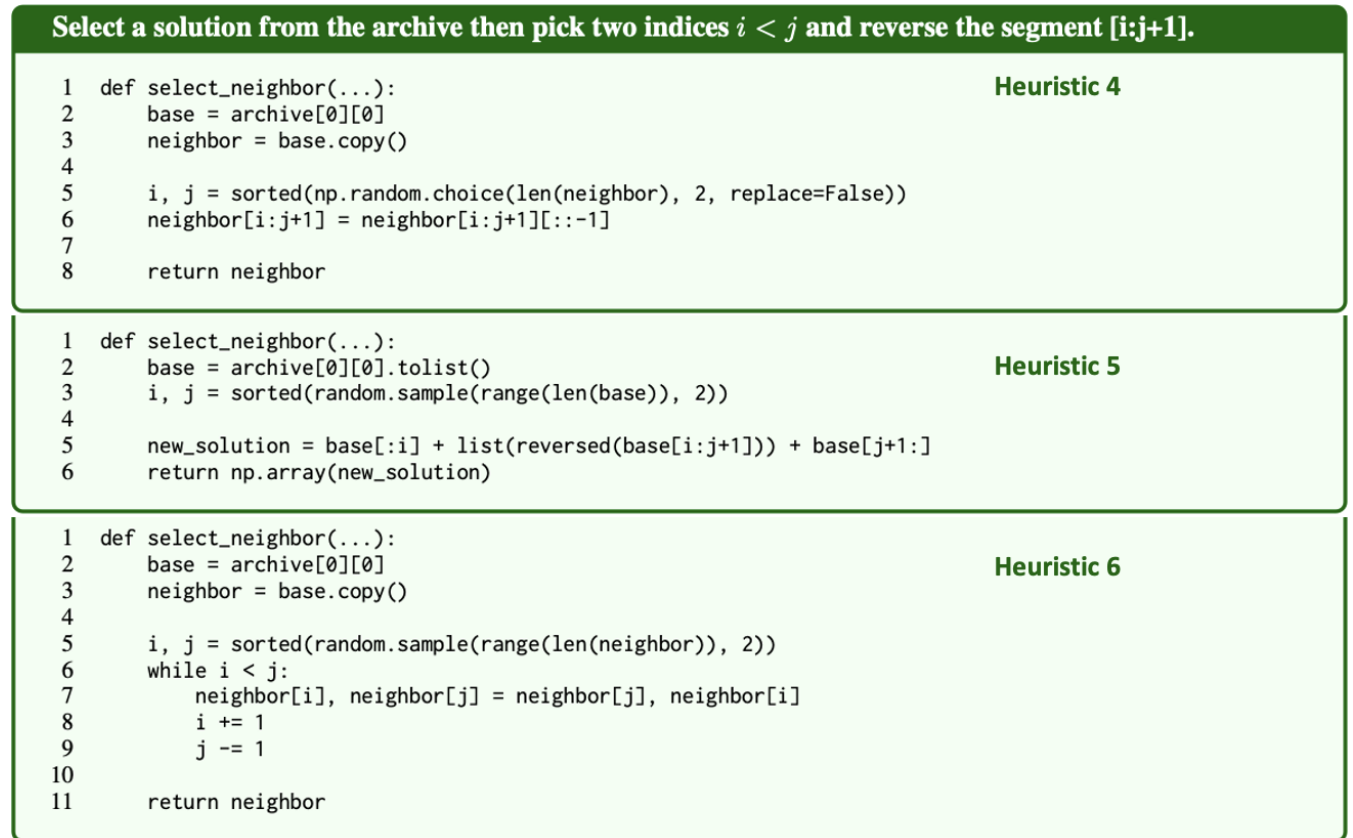 Select a solution from the archive then pick two indices i < j and reverse the segment [i:j+1].
Heuristic 4
1 def select_neighbor(...):
2     base = archive[0][0]
3     neighbor = base.copy()
4
5     i, j = sorted(np.random.choice(len(neighbor), 2, replace=False))
6     neighbor[i:j+1] = neighbor[i:j+1][::-1]
7
8     return neighbor
Heuristic 5
1 def select_neighbor(...):
2     base = archive[0][0].tolist()
3     i, j = sorted(random.sample(range(len(base)), 2))
4
5     new_solution = base[:i] + list(reversed(base[i:j+1])) + base[j+1:]
6     return np.array(new_solution)
Heuristic 6
1 def select_neighbor(...):
2     base = archive[0][0]
3     neighbor = base.copy()
4
5     i, j = sorted(random.sample(range(len(neighbor)), 2))
6     while i < j:
7         neighbor[i], neighbor[j] = neighbor[j], neighbor[i]
8         i += 1
9         j -= 1
10
11     return neighbor